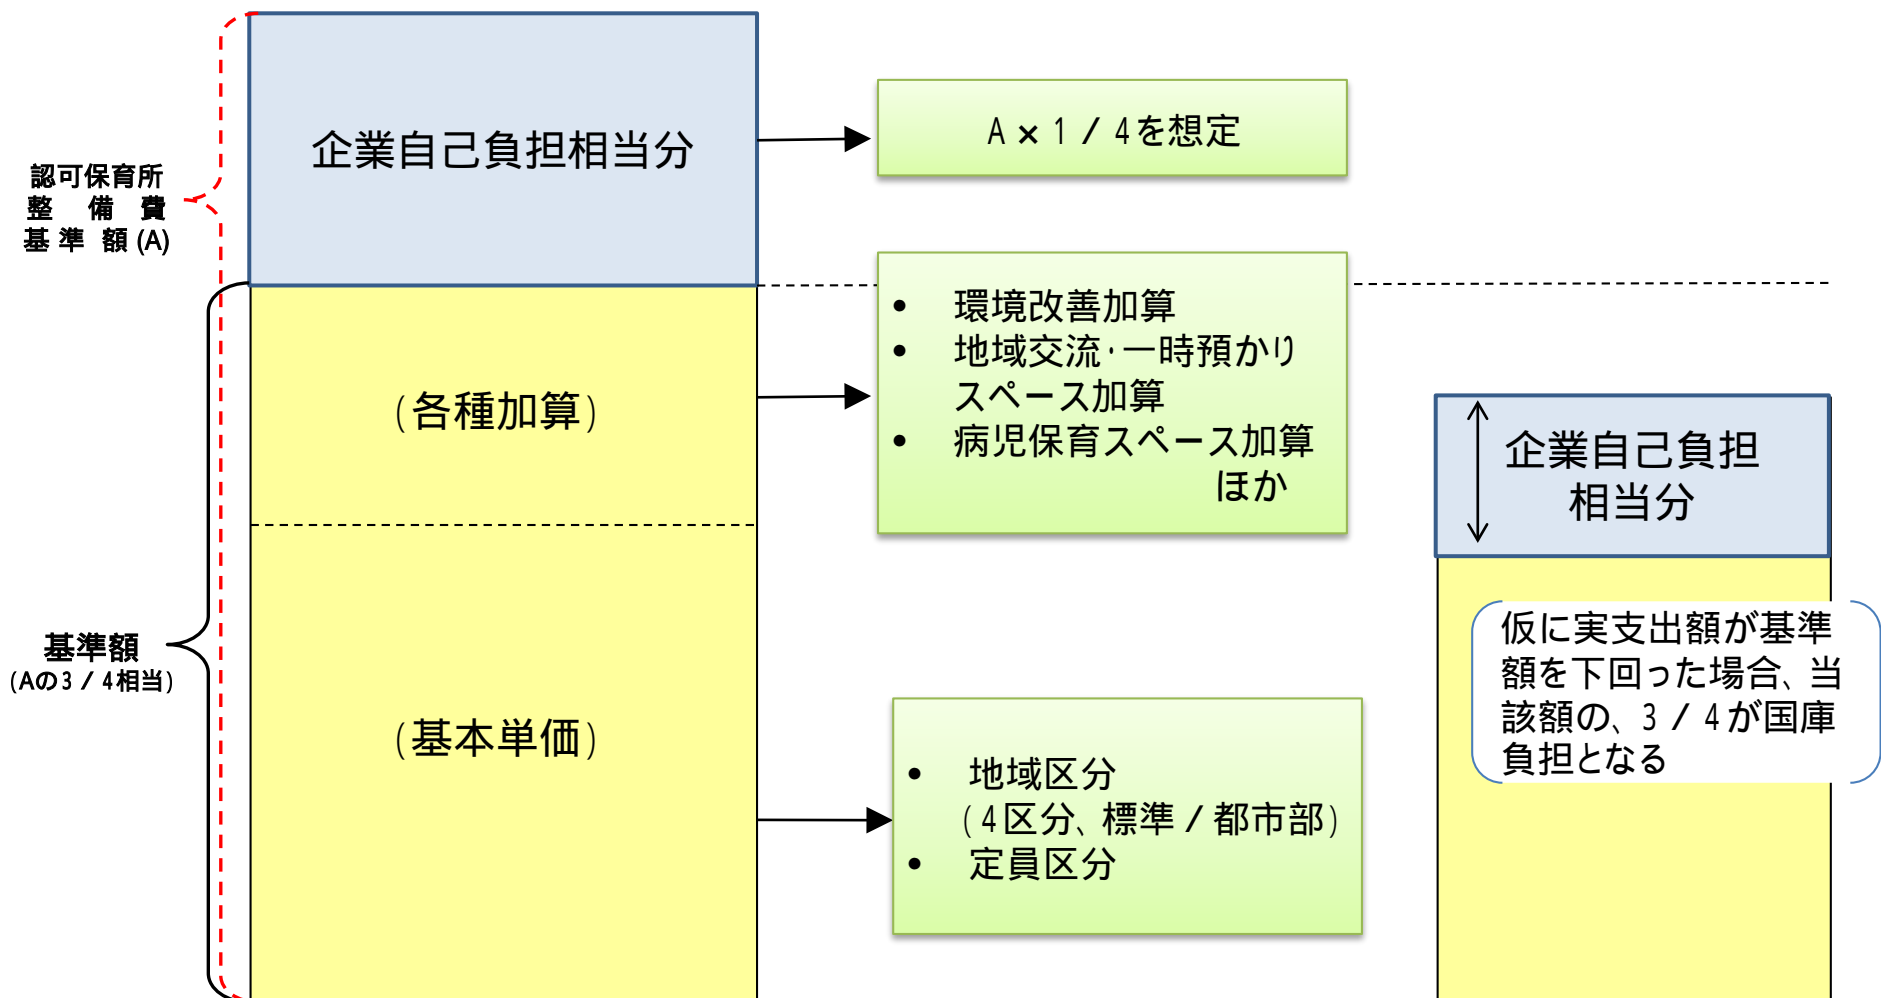 企業自己負担相当分
A × 1 / 4を想定
認可保育所
整 備 費
基 準 額 (A)
• 環境改善加算
• 地域交流・一時預かり
スペース加算
• 病児保育スペース加算
ほか
(各種加算)
企業自己負担
相当分
基準額
(Aの3 / 4相当)
(基本単価)
• 地域区分
(4区分、標準 / 都市部)
• 定員区分
仮に実支出額が基準
額を下回った場合、当
該額の、3 / 4が国庫
負担となる